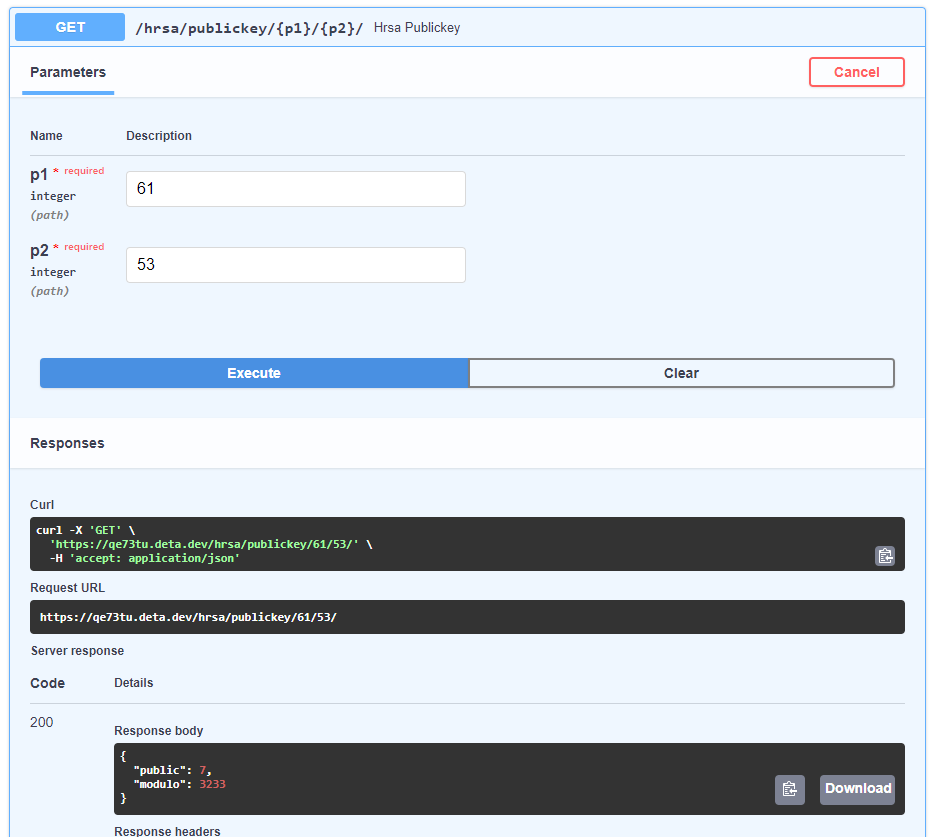 GET /hrsa/publickey/{p1}/{p2}/ Hrsa Publickey
Parameters Cancel
Name Description
p1 * required
integer
(path)
61
p2 * required
integer
(path)
53
Execute Clear
Responses
Curl
curl -X 'GET' \
'https://qe73tu.deta.dev/hrsa/publickey/61/53/' \
-H 'accept: application/json'
Request URL
https://qe73tu.deta.dev/hrsa/publickey/61/53/
Server response
Code Details
200
Response body
{
"public": 7,
"modulo": 3233
}
Download
Response headers